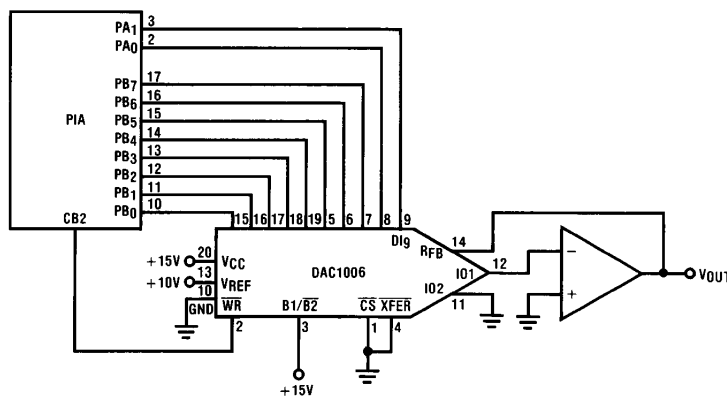 PA1 3
PA0 2
PB7 17
PB6 16
PIA PB5 15
PB4 14
PB3 13
PB2 12
PB1 11
PB0 10
CB2
15 16 17 18 19 5 6 7 8 9
DI9
RFB 14
+15V 20 VCC
DAC1006
IO1 12
+10V 13 VREF
IO2 11
10 GND
WR B1/B2 CS XFER
2 3 1 4
+15V
−
+
VOUT